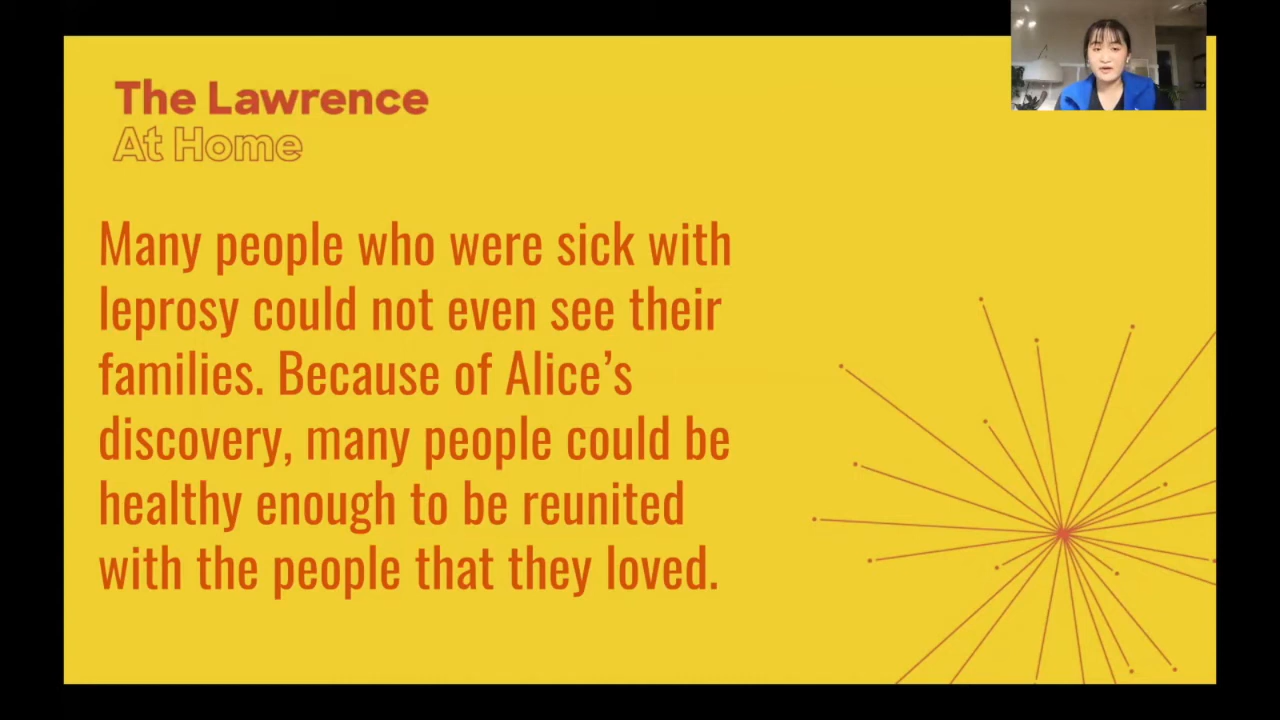 The Lawrence
At Home
Many people who were sick with
leprosy could not even see their
families. Because of Alice’s
discovery, many people could be
healthy enough to be reunited
with the people that they loved.